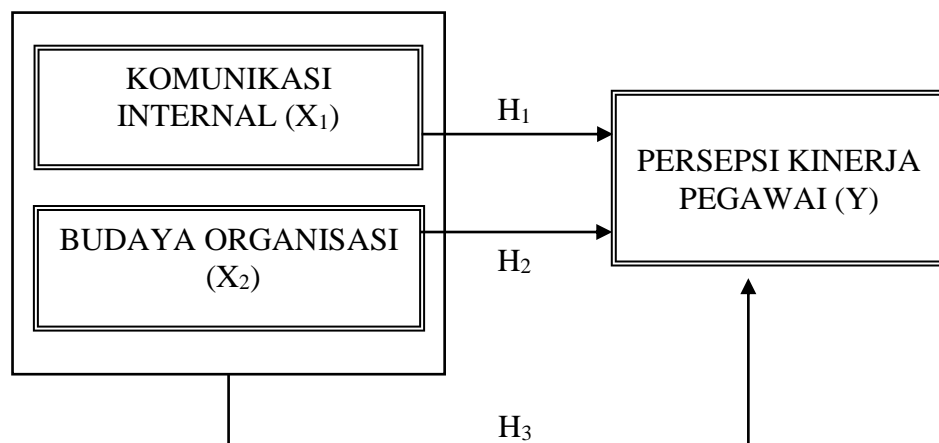 KOMUNIKASI
INTERNAL (X₁)
H₁
PERSEPSI KINERJA
PEGAWAI (Y)
BUDAYA ORGANISASI
(X₂)
H₂
H₃